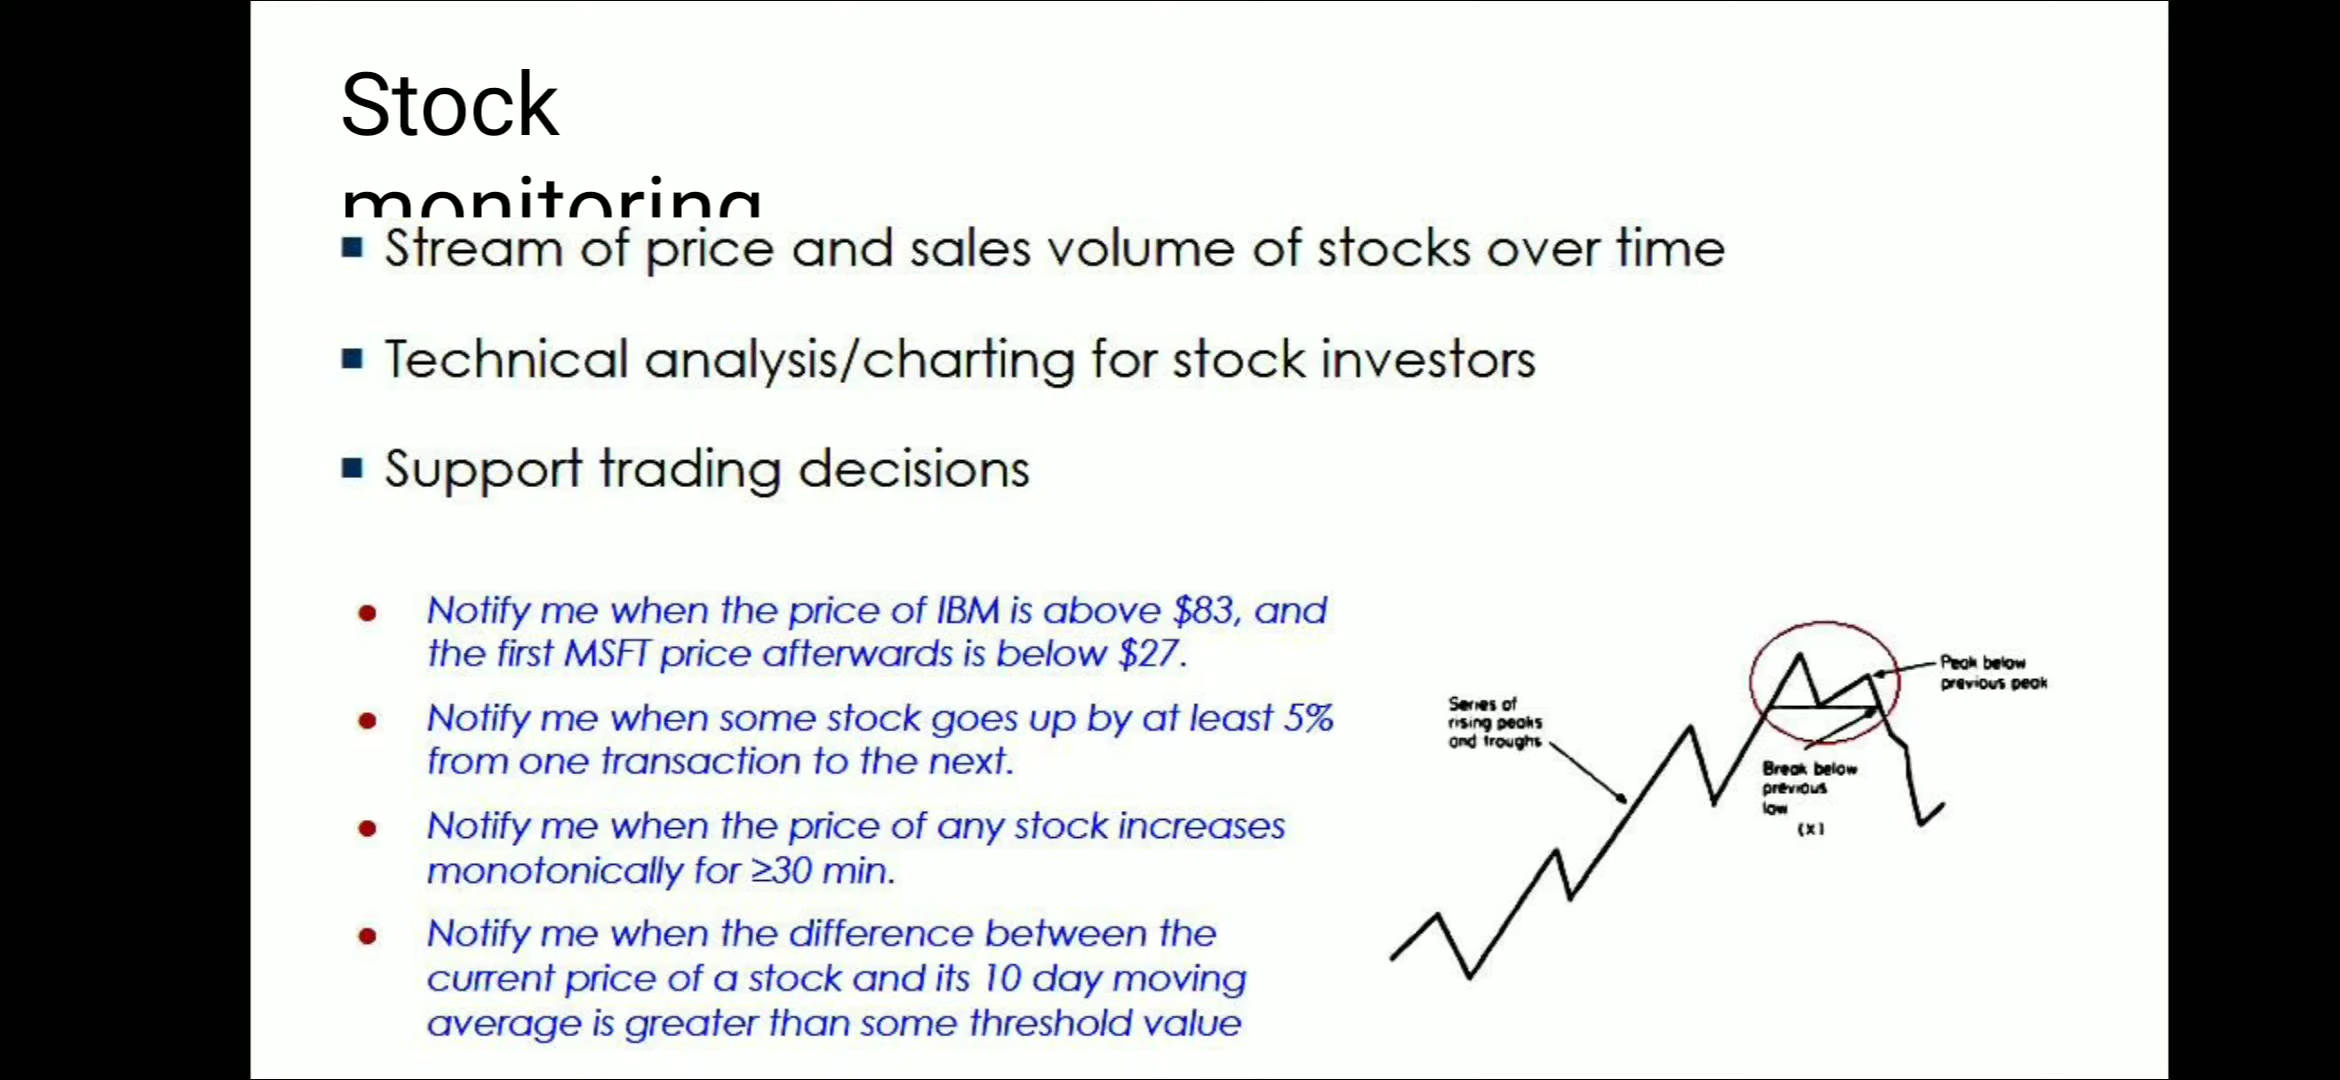 Stock
monitoring
Stream of price and sales volume of stocks over time
Technical analysis/charting for stock investors
Support trading decisions
Notify me when the price of IBM is above $83, and
the first MSFT price afterwards is below $27.
Notify me when some stock goes up by at least 5%
from one transaction to the next.
Notify me when the price of any stock increases
monotonically for ≥30 min.
Notify me when the difference between the
current price of a stock and its 10 day moving
average is greater than some threshold value
Series of
rising peaks
and troughs
Peak below
previous peak
Break below
previous
low
(X)